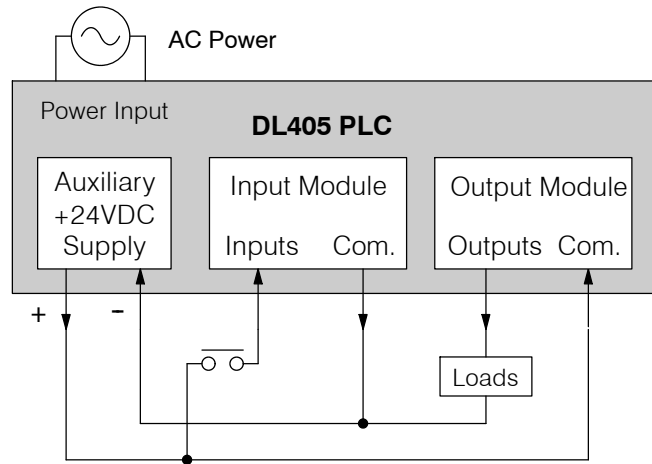 AC Power
Power Input
DL405 PLC
Auxiliary
+24VDC
Supply
Input Module
Inputs Com.
Output Module
Outputs Com.
+ -
Loads